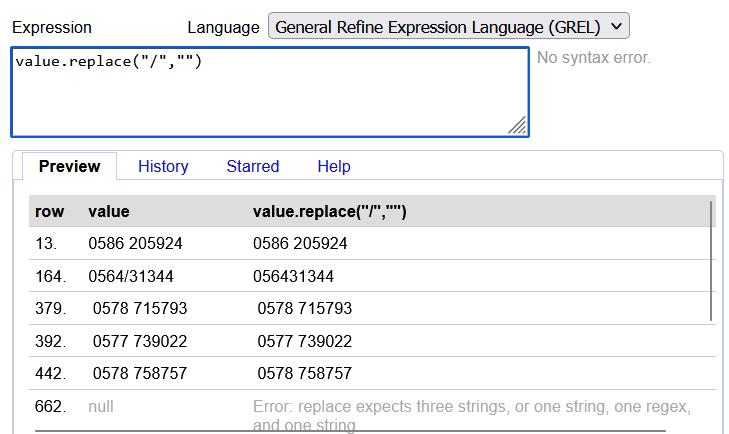 Expression Language General Refine Expression Language (GREL)
value.replace("/","")
No syntax error.
Preview History Starred Help
row value value.replace("/","")
13. 0586 205924 0586 205924
164. 0564/31344 056431344
379. 0578 715793 0578 715793
392. 0577 739022 0577 739022
442. 0578 758757 0578 758757
662. null Error: replace expects three strings, or one string, one regex,
and one string